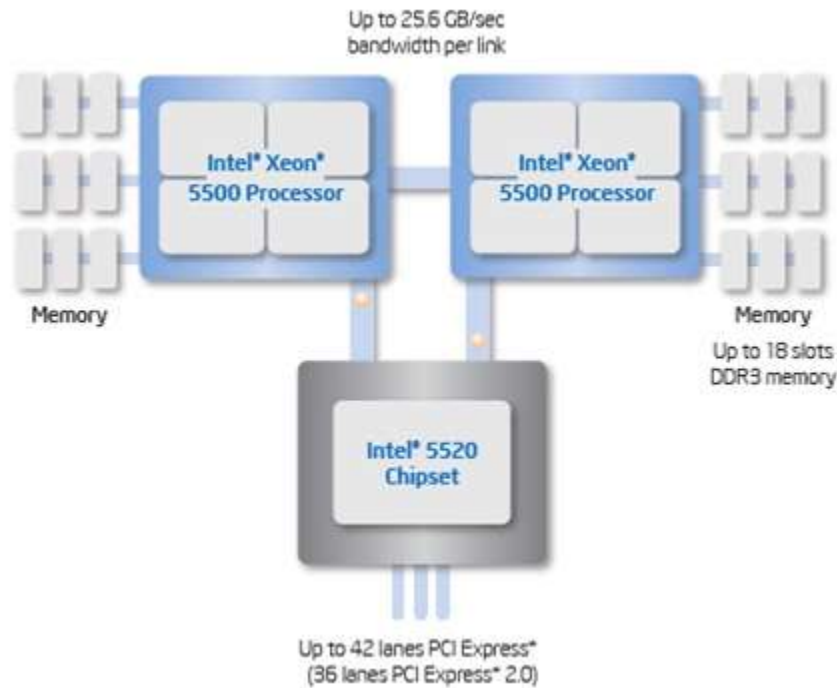 Up to 25.6 GB/sec
bandwidth per link
Intel* Xeon*
5500 Processor
Intel* Xeon*
5500 Processor
Memory
Memory
Up to 18 slots
DDR3 memory
Intel* 5520
Chipset
Up to 42 lanes PCI Express*
(36 lanes PCI Express* 2.0)